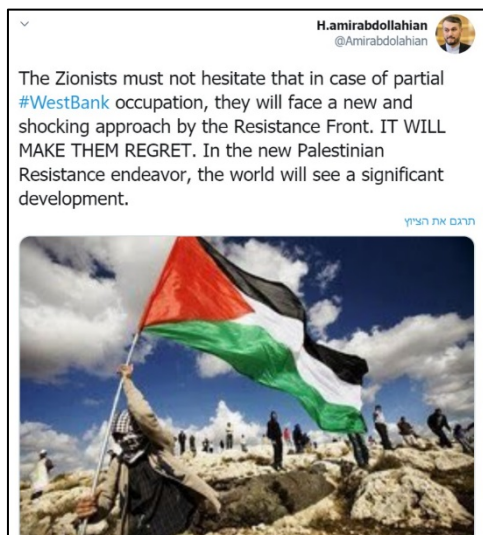 H.amirabdollahian
@Amirabdolahian
The Zionists must not hesitate that in case of partial
#WestBank occupation, they will face a new and
shocking approach by the Resistance Front. IT WILL
MAKE THEM REGRET. In the new Palestinian
Resistance endeavor, the world will see a significant
development.
תרגם את הציוץ